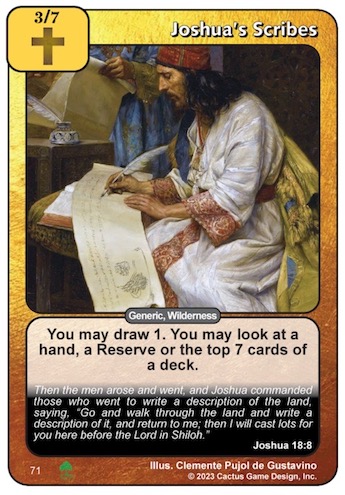 3/7
Joshua's Scribes
Generic, Wilderness
You may draw 1. You may look at a
hand, a Reserve or the top 7 cards of
a deck.
Then the men arose and went, and Joshua commanded
those who went to write a description of the land,
saying, "Go and walk through the land and write a
description of it, and return to me; then I will cast lots for
you here before the Lord in Shiloh."
Joshua 18:8
Illus. Clemente Pujol de Gustavino
71
© 2023 Cactus Game Design, Inc.